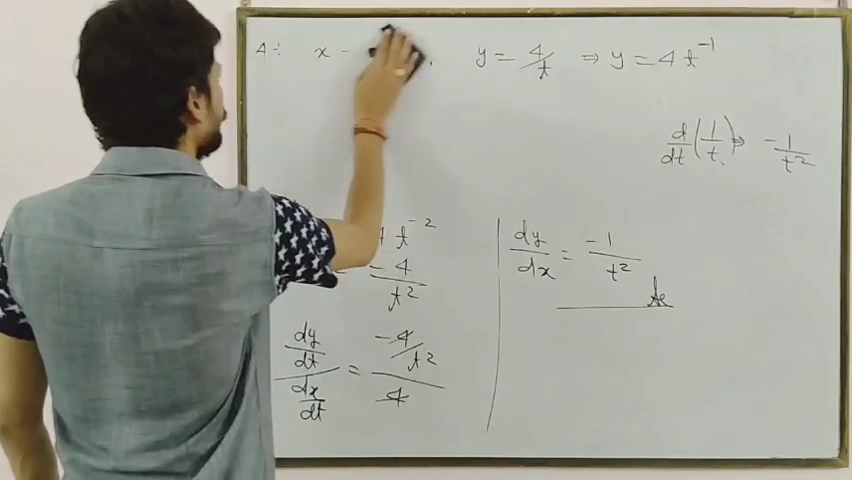 4÷ x - y = 4/t ⇒ y = 4t⁻¹
d/dt (1/t) ⇒ -1/t²
t⁻²
-4/t²
dy/dt / dx/dt = -4/t² / 4
dy/dx = -1/t²